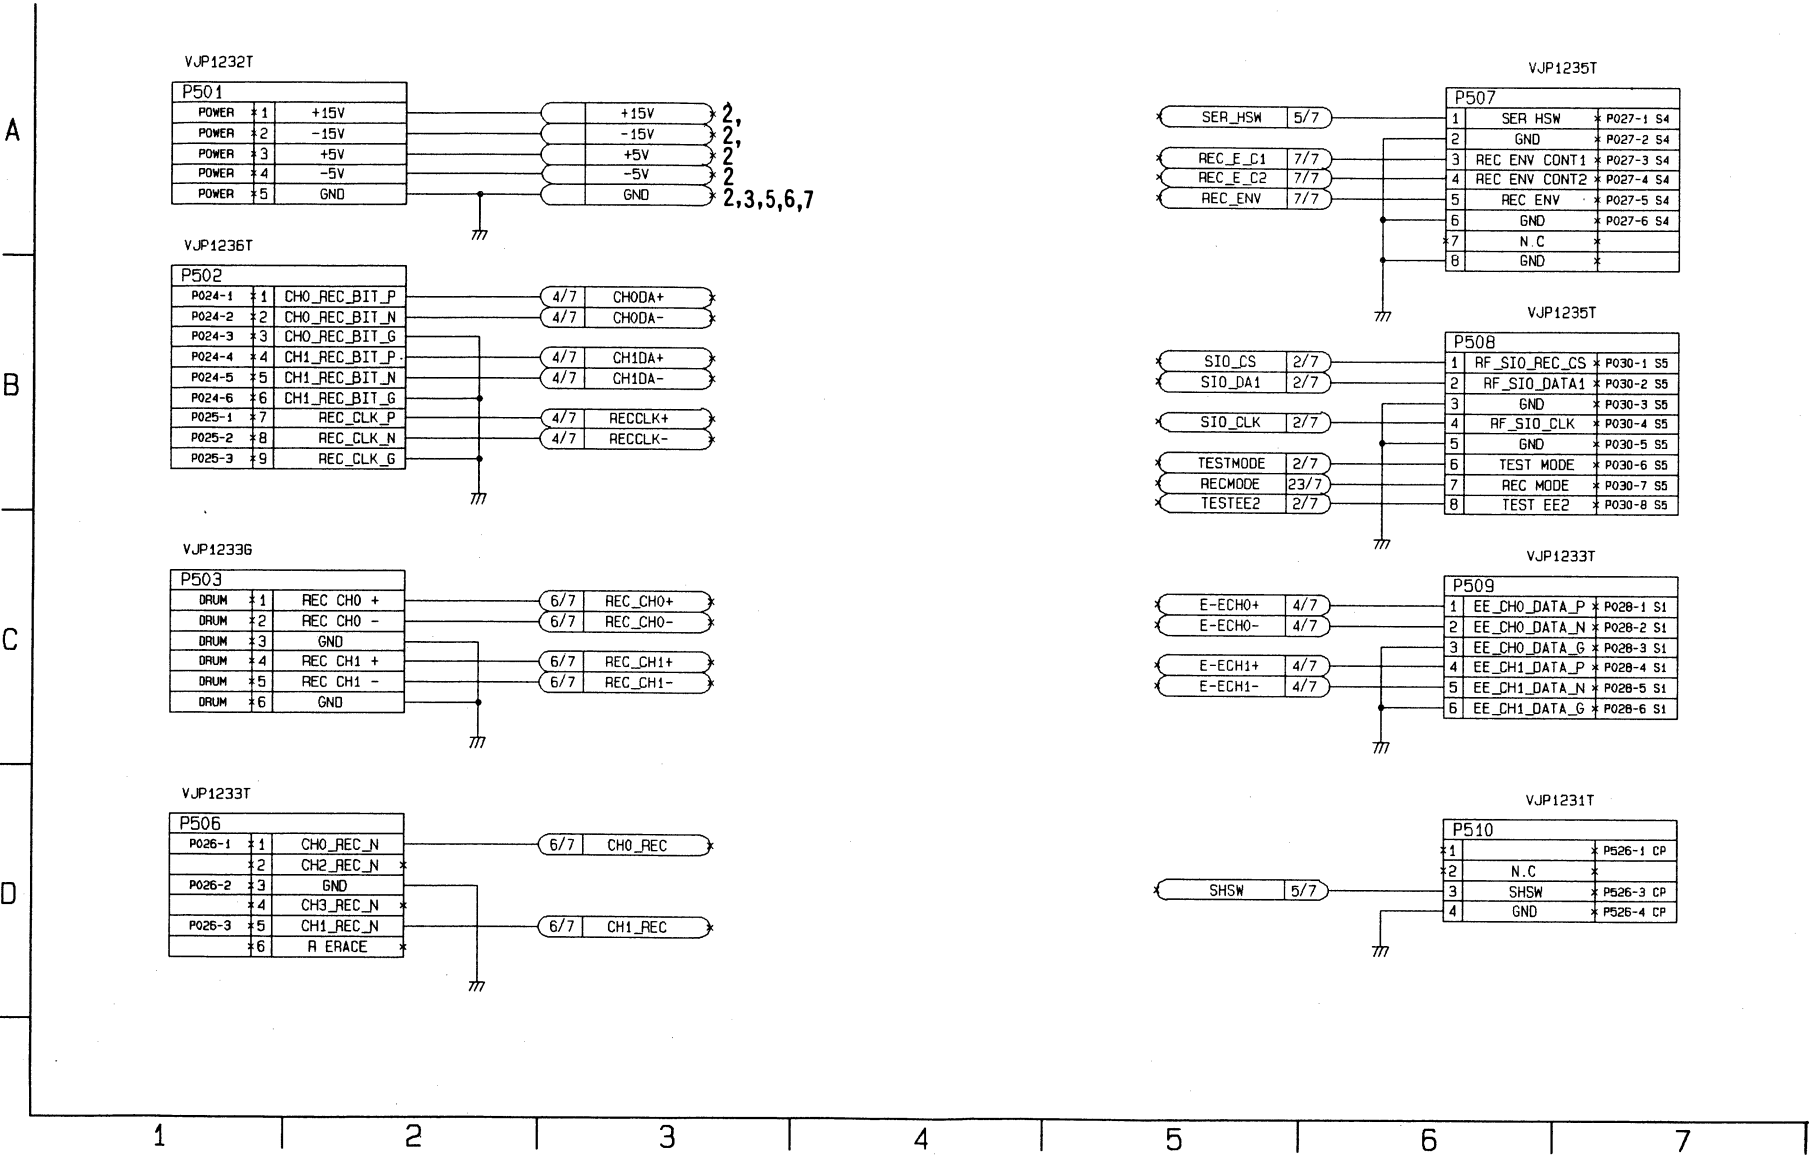 VJP1232T
P501
POWER 1 +15V +15V 2,
POWER 2 -15V -15V 2,
POWER 3 +5V +5V 2
POWER 4 -5V -5V 2
POWER 5 GND GND 2,3,5,6,7
VJP1236T
P502
P024-1 1 CH0_REC_BIT_P 4/7 CH0DA+
P024-2 2 CH0_REC_BIT_N 4/7 CH0DA-
P024-3 3 CH0_REC_BIT_G
P024-4 4 CH1_REC_BIT_P 4/7 CH1DA+
P024-5 5 CH1_REC_BIT_N 4/7 CH1DA-
P024-6 6 CH1_REC_BIT_G
P025-1 7 REC_CLK_P 4/7 RECCLK+
P025-2 8 REC_CLK_N 4/7 RECCLK-
P025-3 9 REC_CLK_G
VJP1233G
P503
DRUM 1 REC CH0 + 6/7 REC_CH0+
DRUM 2 REC CH0 - 6/7 REC_CH0-
DRUM 3 GND
DRUM 4 REC CH1 + 6/7 REC_CH1+
DRUM 5 REC CH1 - 6/7 REC_CH1-
DRUM 6 GND
VJP1233T
P506
P026-1 1 CH0_REC_N 6/7 CH0_REC
2 CH2_REC_N
P026-2 3 GND
4 CH3_REC_N
P026-3 5 CH1_REC_N 6/7 CH1_REC
6 R ERACE
VJP1235T
P507
SER_HSW 5/7 1 SER HSW P027-1 S4
2 GND P027-2 S4
REC_E_C1 7/7 3 REC ENV CONT1 P027-3 S4
REC_E_C2 7/7 4 REC ENV CONT2 P027-4 S4
REC_ENV 7/7 5 REC ENV P027-5 S4
6 GND P027-6 S4
7 N.C
8 GND
VJP1235T
P508
SIO_CS 2/7 1 RF_SIO_REC_CS P030-1 S5
SIO_DA1 2/7 2 RF_SIO_DATA1 P030-2 S5
3 GND P030-3 S5
SIO_CLK 2/7 4 RF_SIO_CLK P030-4 S5
5 GND P030-5 S5
TESTMODE 2/7 6 TEST MODE P030-6 S5
RECMODE 23/7 7 REC MODE P030-7 S5
TESTEE2 2/7 8 TEST EE2 P030-8 S5
VJP1233T
P509
E-ECH0+ 4/7 1 EE_CH0_DATA_P P028-1 S1
E-ECH0- 4/7 2 EE_CH0_DATA_N P028-2 S1
3 EE_CH0_DATA_G P028-3 S1
E-ECH1+ 4/7 4 EE_CH1_DATA_P P028-4 S1
E-ECH1- 4/7 5 EE_CH1_DATA_N P028-5 S1
6 EE_CH1_DATA_G P028-6 S1
VJP1231T
P510
1 P526-1 CP
2 N.C
SHSW 5/7 3 SHSW P526-3 CP
4 GND P526-4 CP
A
B
C
D
1 2 3 4 5 6 7